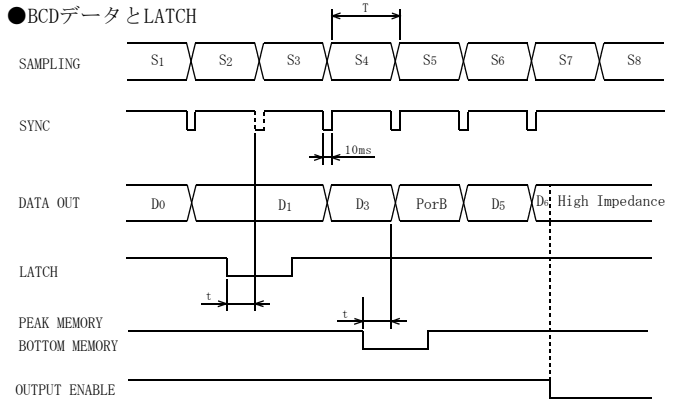 ●BCDデータとLATCH
T
SAMPLING S1 S2 S3 S4 S5 S6 S7 S8
SYNC
10ms
DATA OUT D0 D1 D3 PorB D5 D6 High Impedance
LATCH
t
t
PEAK MEMORY
BOTTOM MEMORY
OUTPUT ENABLE